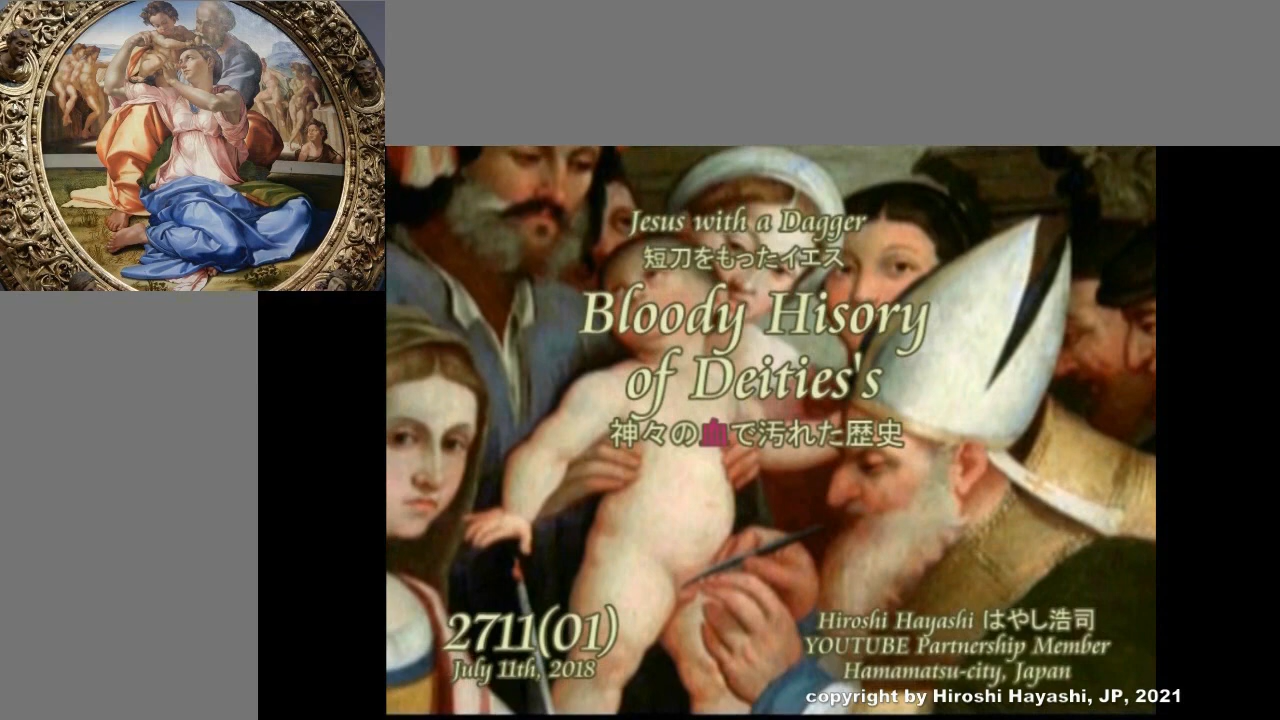 Jesus with a Dagger
短刀をもったイエス
Bloody Hisory
of Deities's
神々の血で汚れた歴史
2711(01)
July 11th, 2018
Hiroshi Hayashi はやし浩司
YOUTUBE Partnership Member
Hamamatsu-city, Japan
copyright by Hiroshi Hayashi, JP, 2021